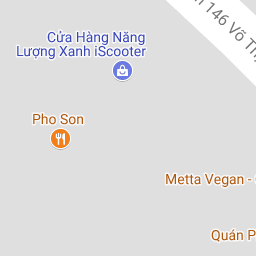 146 Võ
Cửa Hàng Năng
Lượng Xanh iScooter
Pho Son
Metta Vegan -
Quán